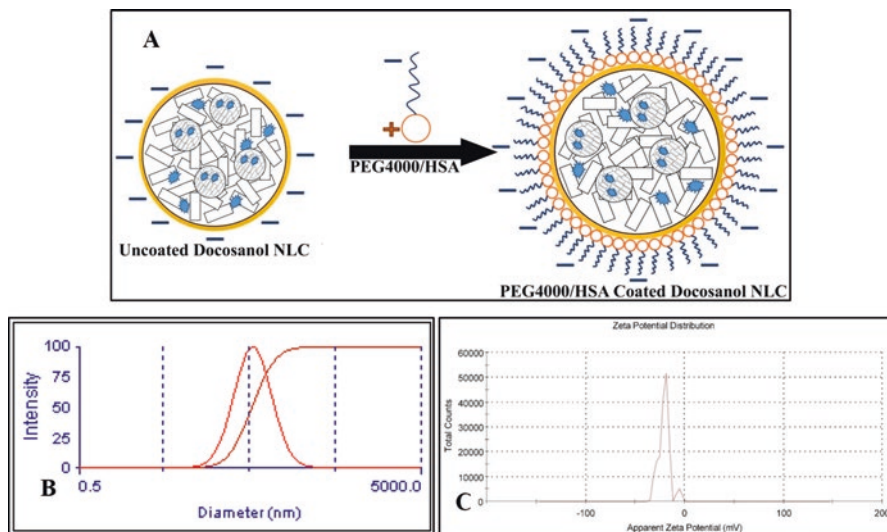 A
PEG4000/HSA
Uncoated Docosanol NLC
PEG4000/HSA Coated Docosanol NLC
B
Intensity
100
75
50
25
0
0.5
5000.0
Diameter (nm)
C
Zeta Potential Distribution
Total Counts
60000
50000
40000
30000
20000
10000
0
-100
0
100
200
Apparent Zeta Potential (mV)